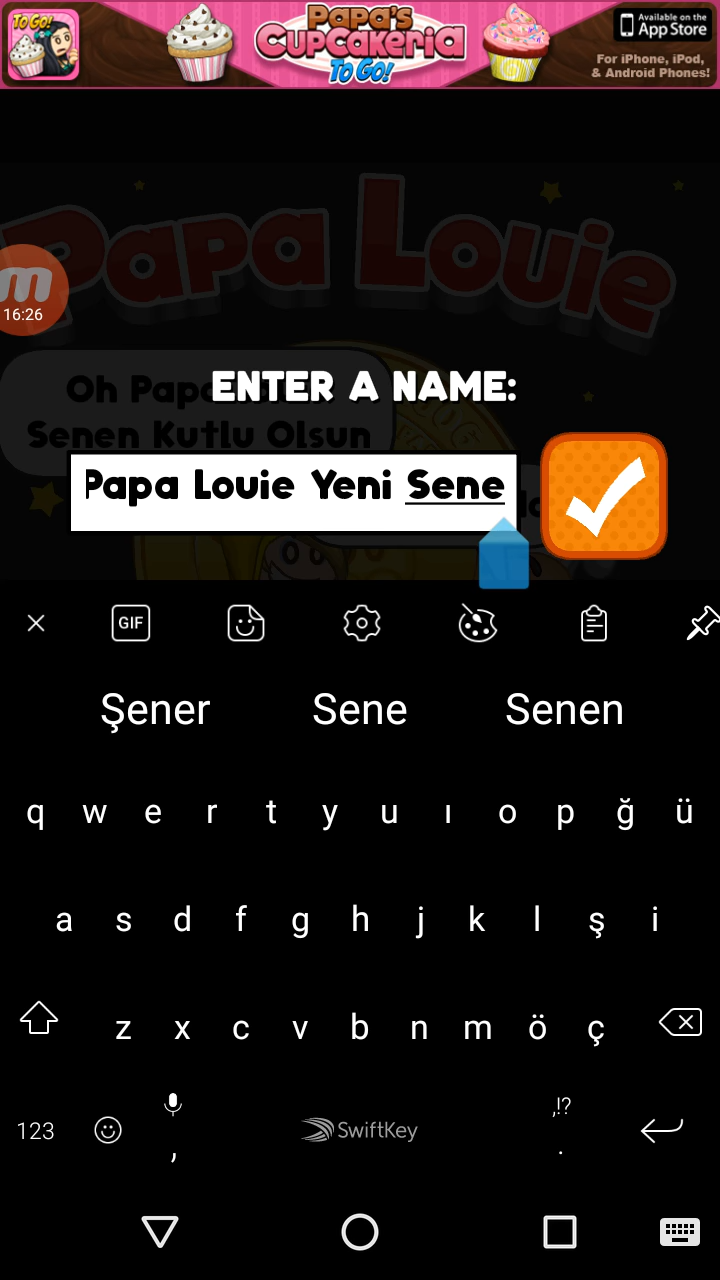 TO GO!
PAPA'S
CUPCAKERIA
TO GO!
Available on the
App Store
For iPhone, iPod,
& Android Phones!
Papa Louie
m
16:26
Oh Pap
Senen Kutlu Olsun
ENTER A NAME:
Papa Louie Yeni Sene
GIF
Şener Sene Senen
q w e r t y u ı o p ğ ü
a s d f g h j k l ş i
z x c v b n m ö ç
123 , SwiftKey ,!? .